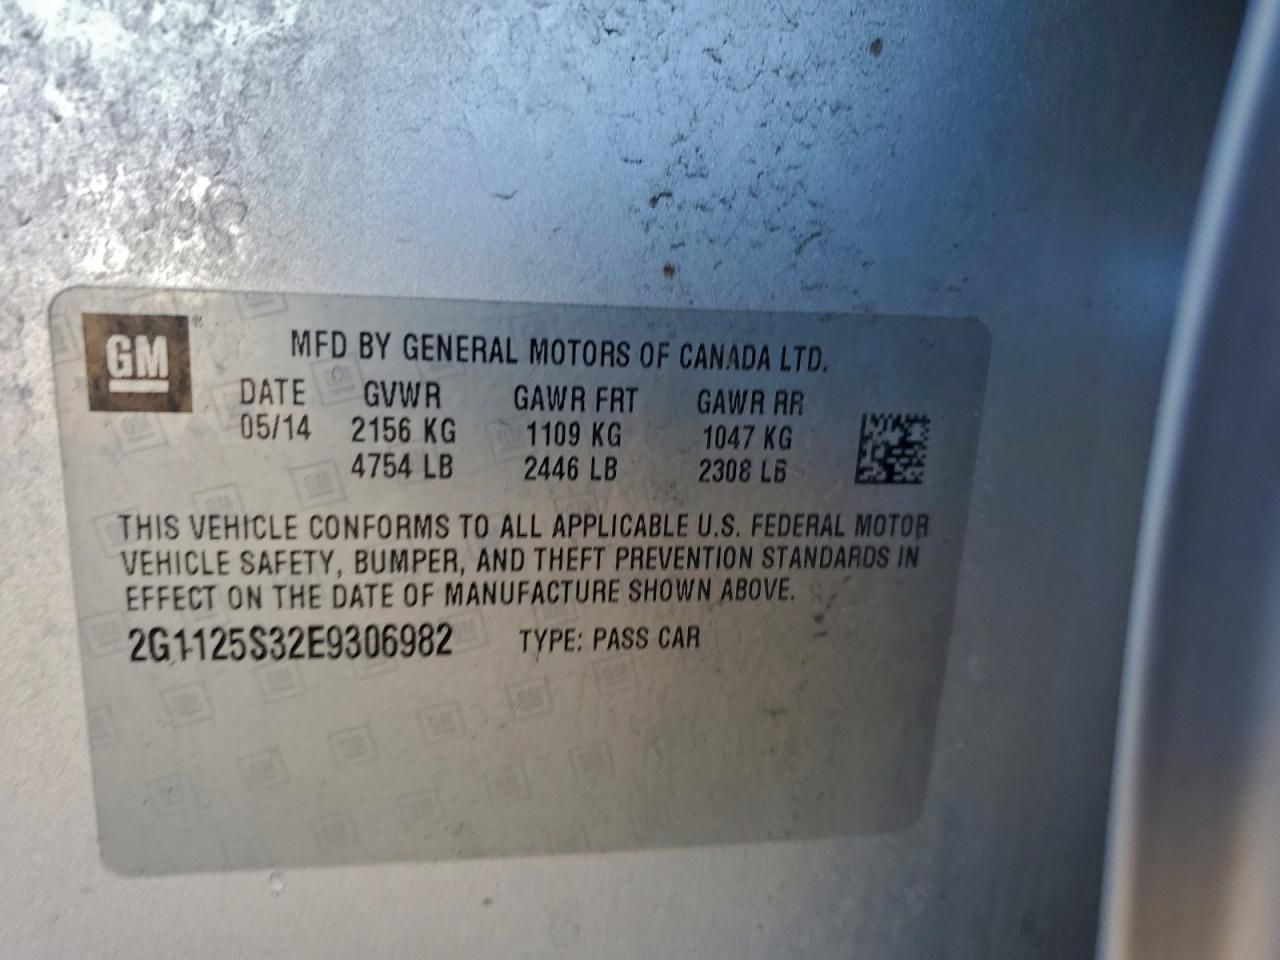 GM ®
MFD BY GENERAL MOTORS OF CANADA LTD.
DATE GVWR GAWR FRT GAWR RR
05/14 2156 KG 1109 KG 1047 KG
4754 LB 2446 LB 2308 LB
THIS VEHICLE CONFORMS TO ALL APPLICABLE U.S. FEDERAL MOTOR
VEHICLE SAFETY, BUMPER, AND THEFT PREVENTION STANDARDS IN
EFFECT ON THE DATE OF MANUFACTURE SHOWN ABOVE.
2G1125S32E9306982 TYPE: PASS CAR